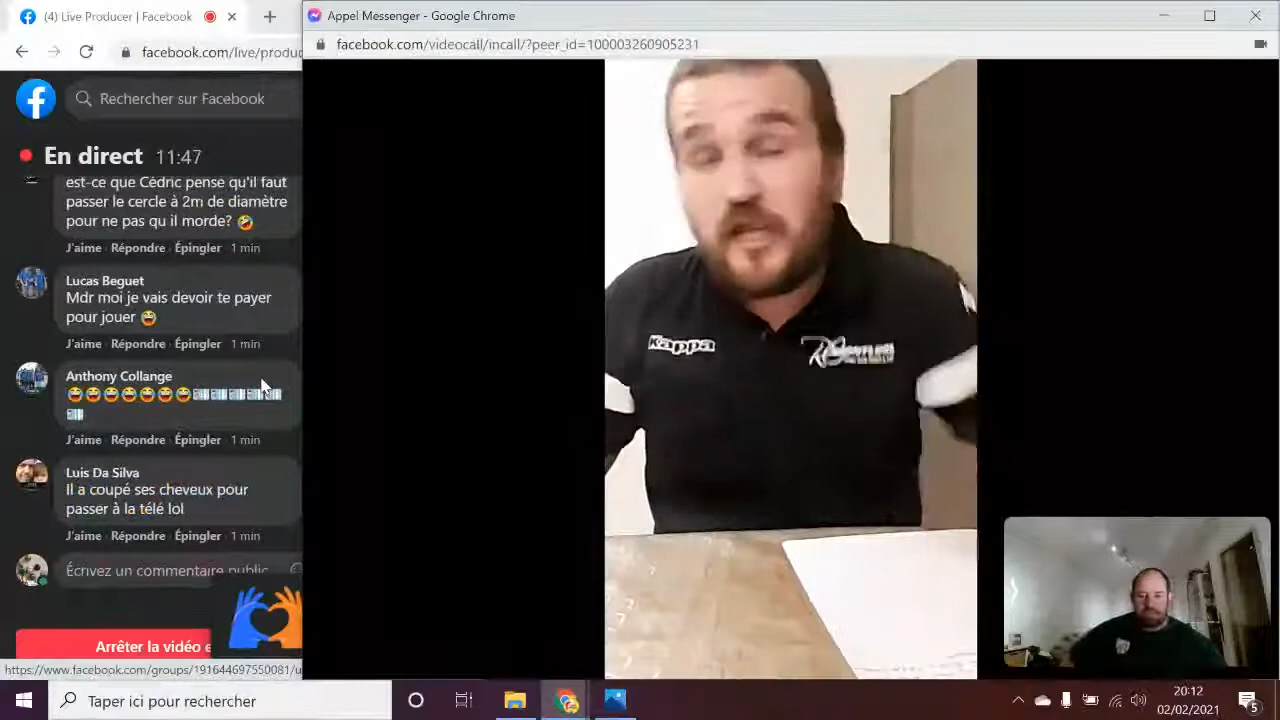 (4) Live Producer | Facebook
Appel Messenger - Google Chrome
facebook.com/live/produc
facebook.com/videocall/incall/?peer_id=100003260905231
Rechercher sur Facebook
En direct 11:47
est-ce que Cédric pense qu'il faut
passer le cercle à 2m de diamètre
pour ne pas qu il morde? 🤣
J'aime · Répondre · Épingler · 1 min
Lucas Beguet
Mdr moi je vais devoir te payer
pour jouer 😂
J'aime · Répondre · Épingler · 1 min
Anthony Collange
J'aime · Répondre · Épingler · 1 min
Luis Da Silva
Il a coupé ses cheveux pour
passer à la télé lol
J'aime · Répondre · Épingler · 1 min
Écrivez un commentaire public
Arrêter la vidéo e
https://www.facebook.com/groups/191644697550081/u
kappa
Taper ici pour rechercher
20:12
02/02/2021
5